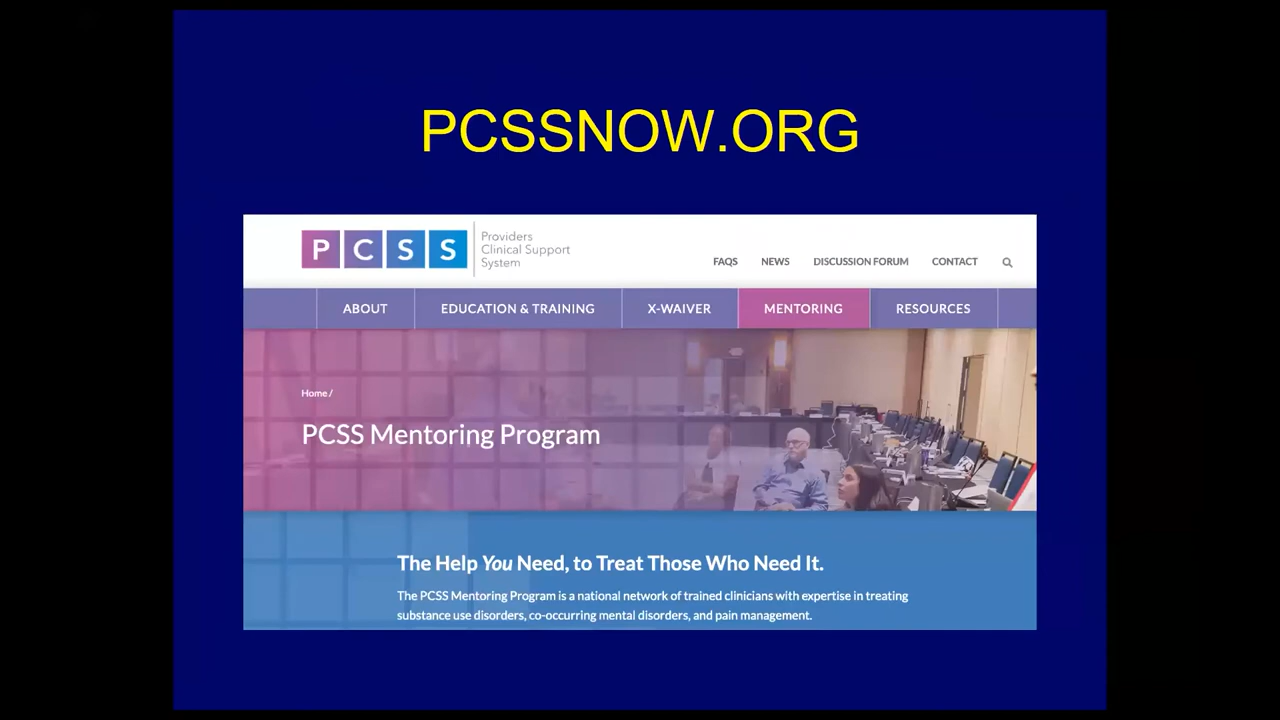 PCSSNOW.ORG
PCSS
Providers
Clinical Support
System
FAQS NEWS DISCUSSION FORUM CONTACT
ABOUT EDUCATION & TRAINING X-WAIVER MENTORING RESOURCES
Home /
PCSS Mentoring Program
The Help You Need, to Treat Those Who Need It.
The PCSS Mentoring Program is a national network of trained clinicians with expertise in treating
substance use disorders, co-occurring mental disorders, and pain management.